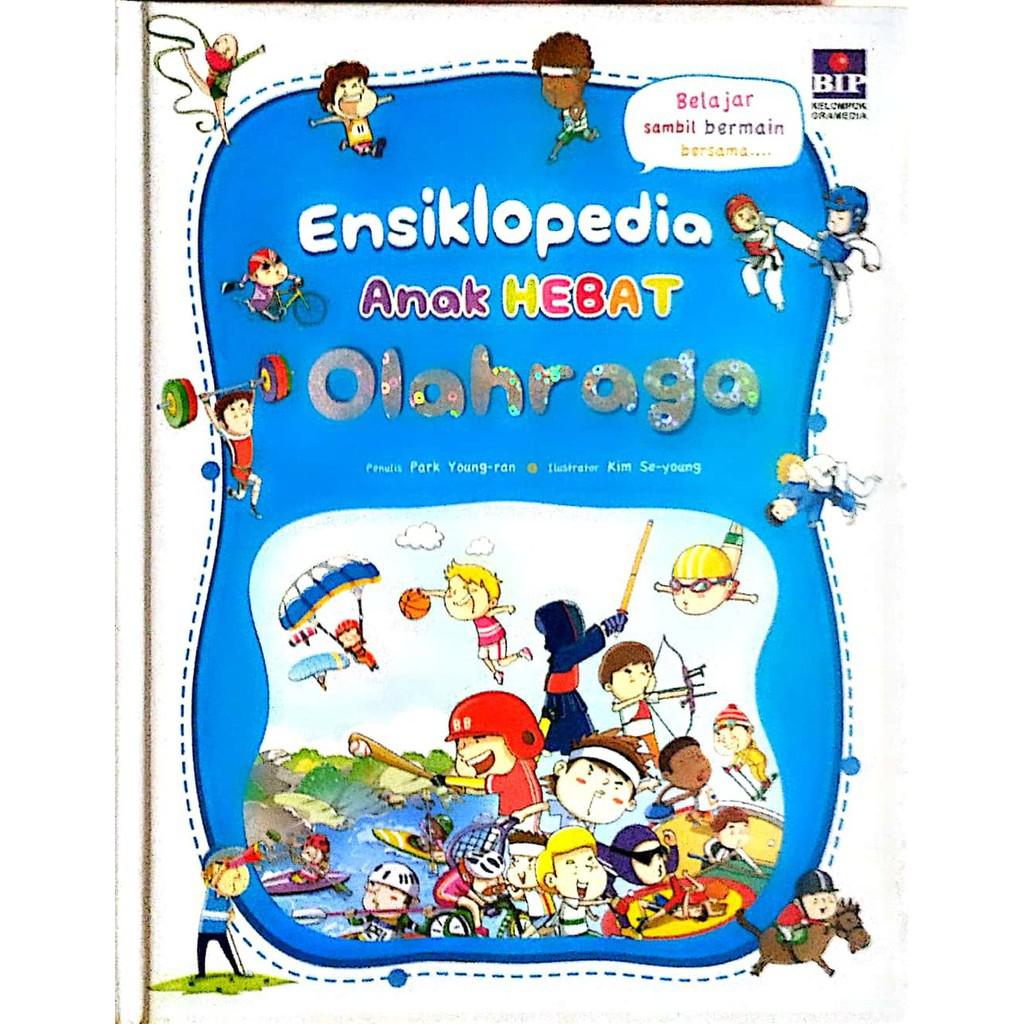 BIP
KELOMPOK
GRAMEDIA
Belajar
sambil bermain
bersama....
Ensiklopedia
Anak HEBAT
Olahraga
Penulis Park Young-ran Ilustrator Kim Se-young
BB